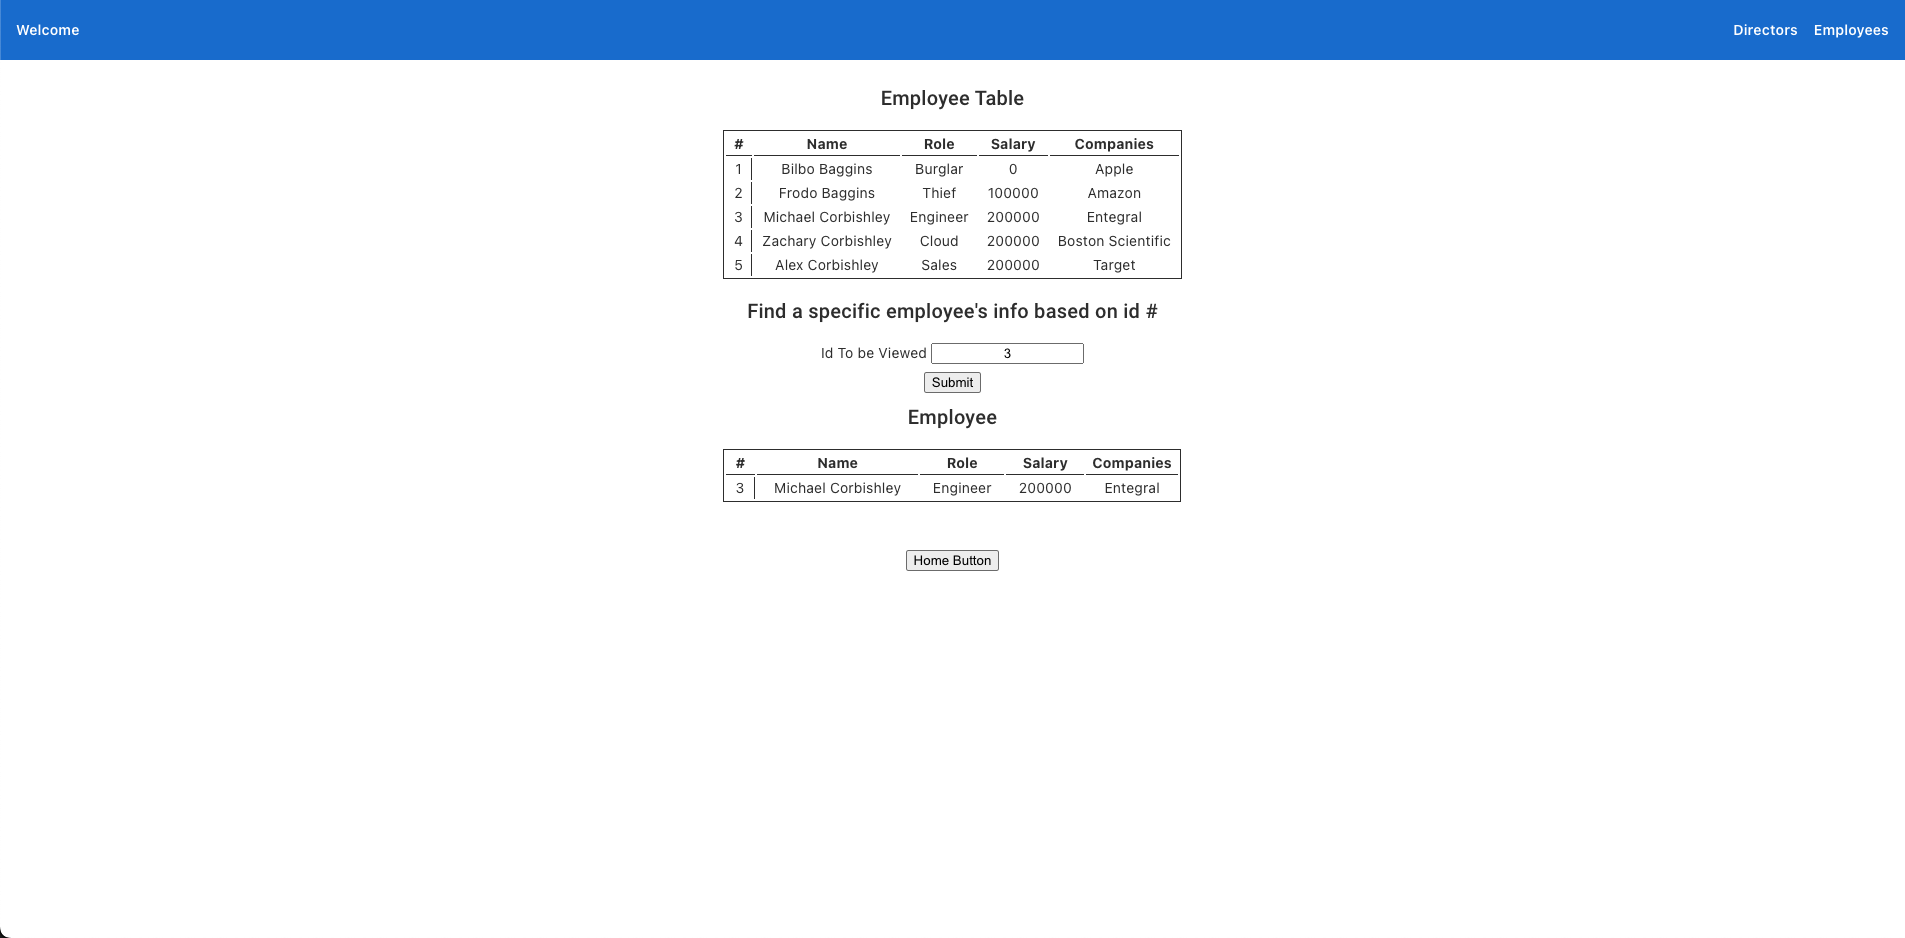 Welcome Directors Employees
Employee Table
# Name Role Salary Companies
1 Bilbo Baggins Burglar 0 Apple
2 Frodo Baggins Thief 100000 Amazon
3 Michael Corbishley Engineer 200000 Entegral
4 Zachary Corbishley Cloud 200000 Boston Scientific
5 Alex Corbishley Sales 200000 Target
Find a specific employee's info based on id #
Id To be Viewed 3
Submit
Employee
# Name Role Salary Companies
3 Michael Corbishley Engineer 200000 Entegral
Home Button